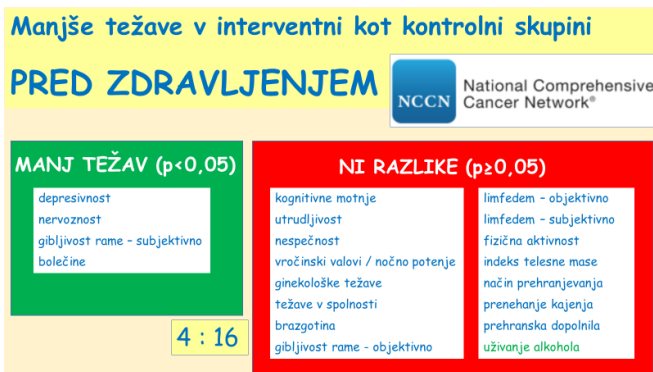 Manjše težave v interventni kot kontrolni skupini
PRED ZDRAVLJENJEM
NCCN
National Comprehensive
Cancer Network®
MANJ TEŽAV (p<0,05)
depresivnost
nervoznost
gibljivost rame – subjektivno
bolečine
4 : 16
NI RAZLIKE (p≥0,05)
kognitivne motnje
utrudljivost
nespečnost
vročinski valovi / nočno potenje
ginekološke težave
težave v spolnosti
brazgotina
gibljivost rame - objektivno
limfedem – objektivno
limfedem – subjektivno
fizična aktivnost
indeks telesne mase
način prehranjevanja
prenehanje kajenja
prehranska dopolnila
uživanje alkohola